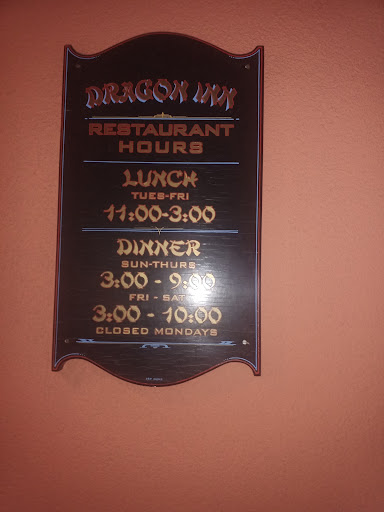 DRAGON INN
RESTAURANT
HOURS
LUNCH
TUES-FRI
11:00-3:00
DINNER
SUN-THURS
3:00 - 9:00
FRI - SAT
3:00 - 10:00
CLOSED MONDAYS